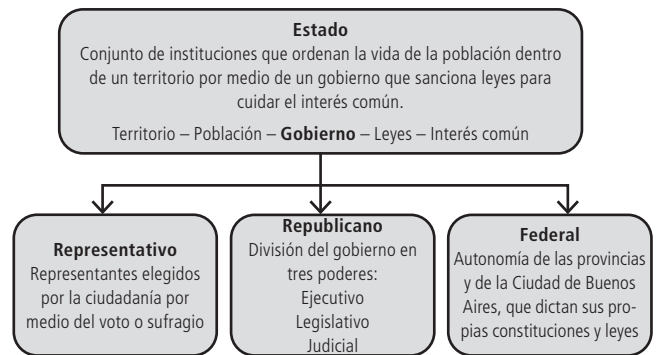 Estado
Conjunto de instituciones que ordenan la vida de la población dentro
de un territorio por medio de un gobierno que sanciona leyes para
cuidar el interés común.
Territorio – Población – Gobierno – Leyes – Interés común
Representativo
Representantes elegidos
por la ciudadanía por
medio del voto o sufragio
Republicano
División del gobierno en
tres poderes:
Ejecutivo
Legislativo
Judicial
Federal
Autonomía de las provincias
y de la Ciudad de Buenos
Aires, que dictan sus pro-
pias constituciones y leyes